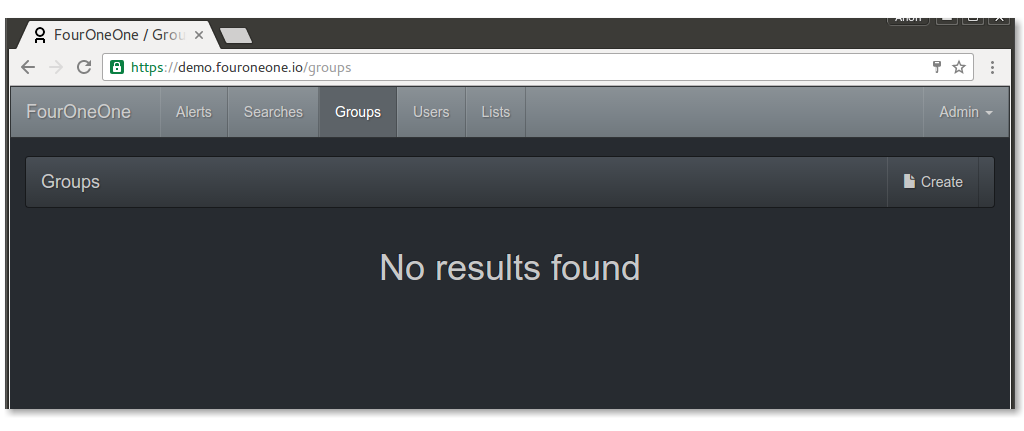 Anon
FourOneOne / Grou
https://demo.fouroneone.io/groups
FourOneOne Alerts Searches Groups Users Lists Admin
Groups Create
No results found